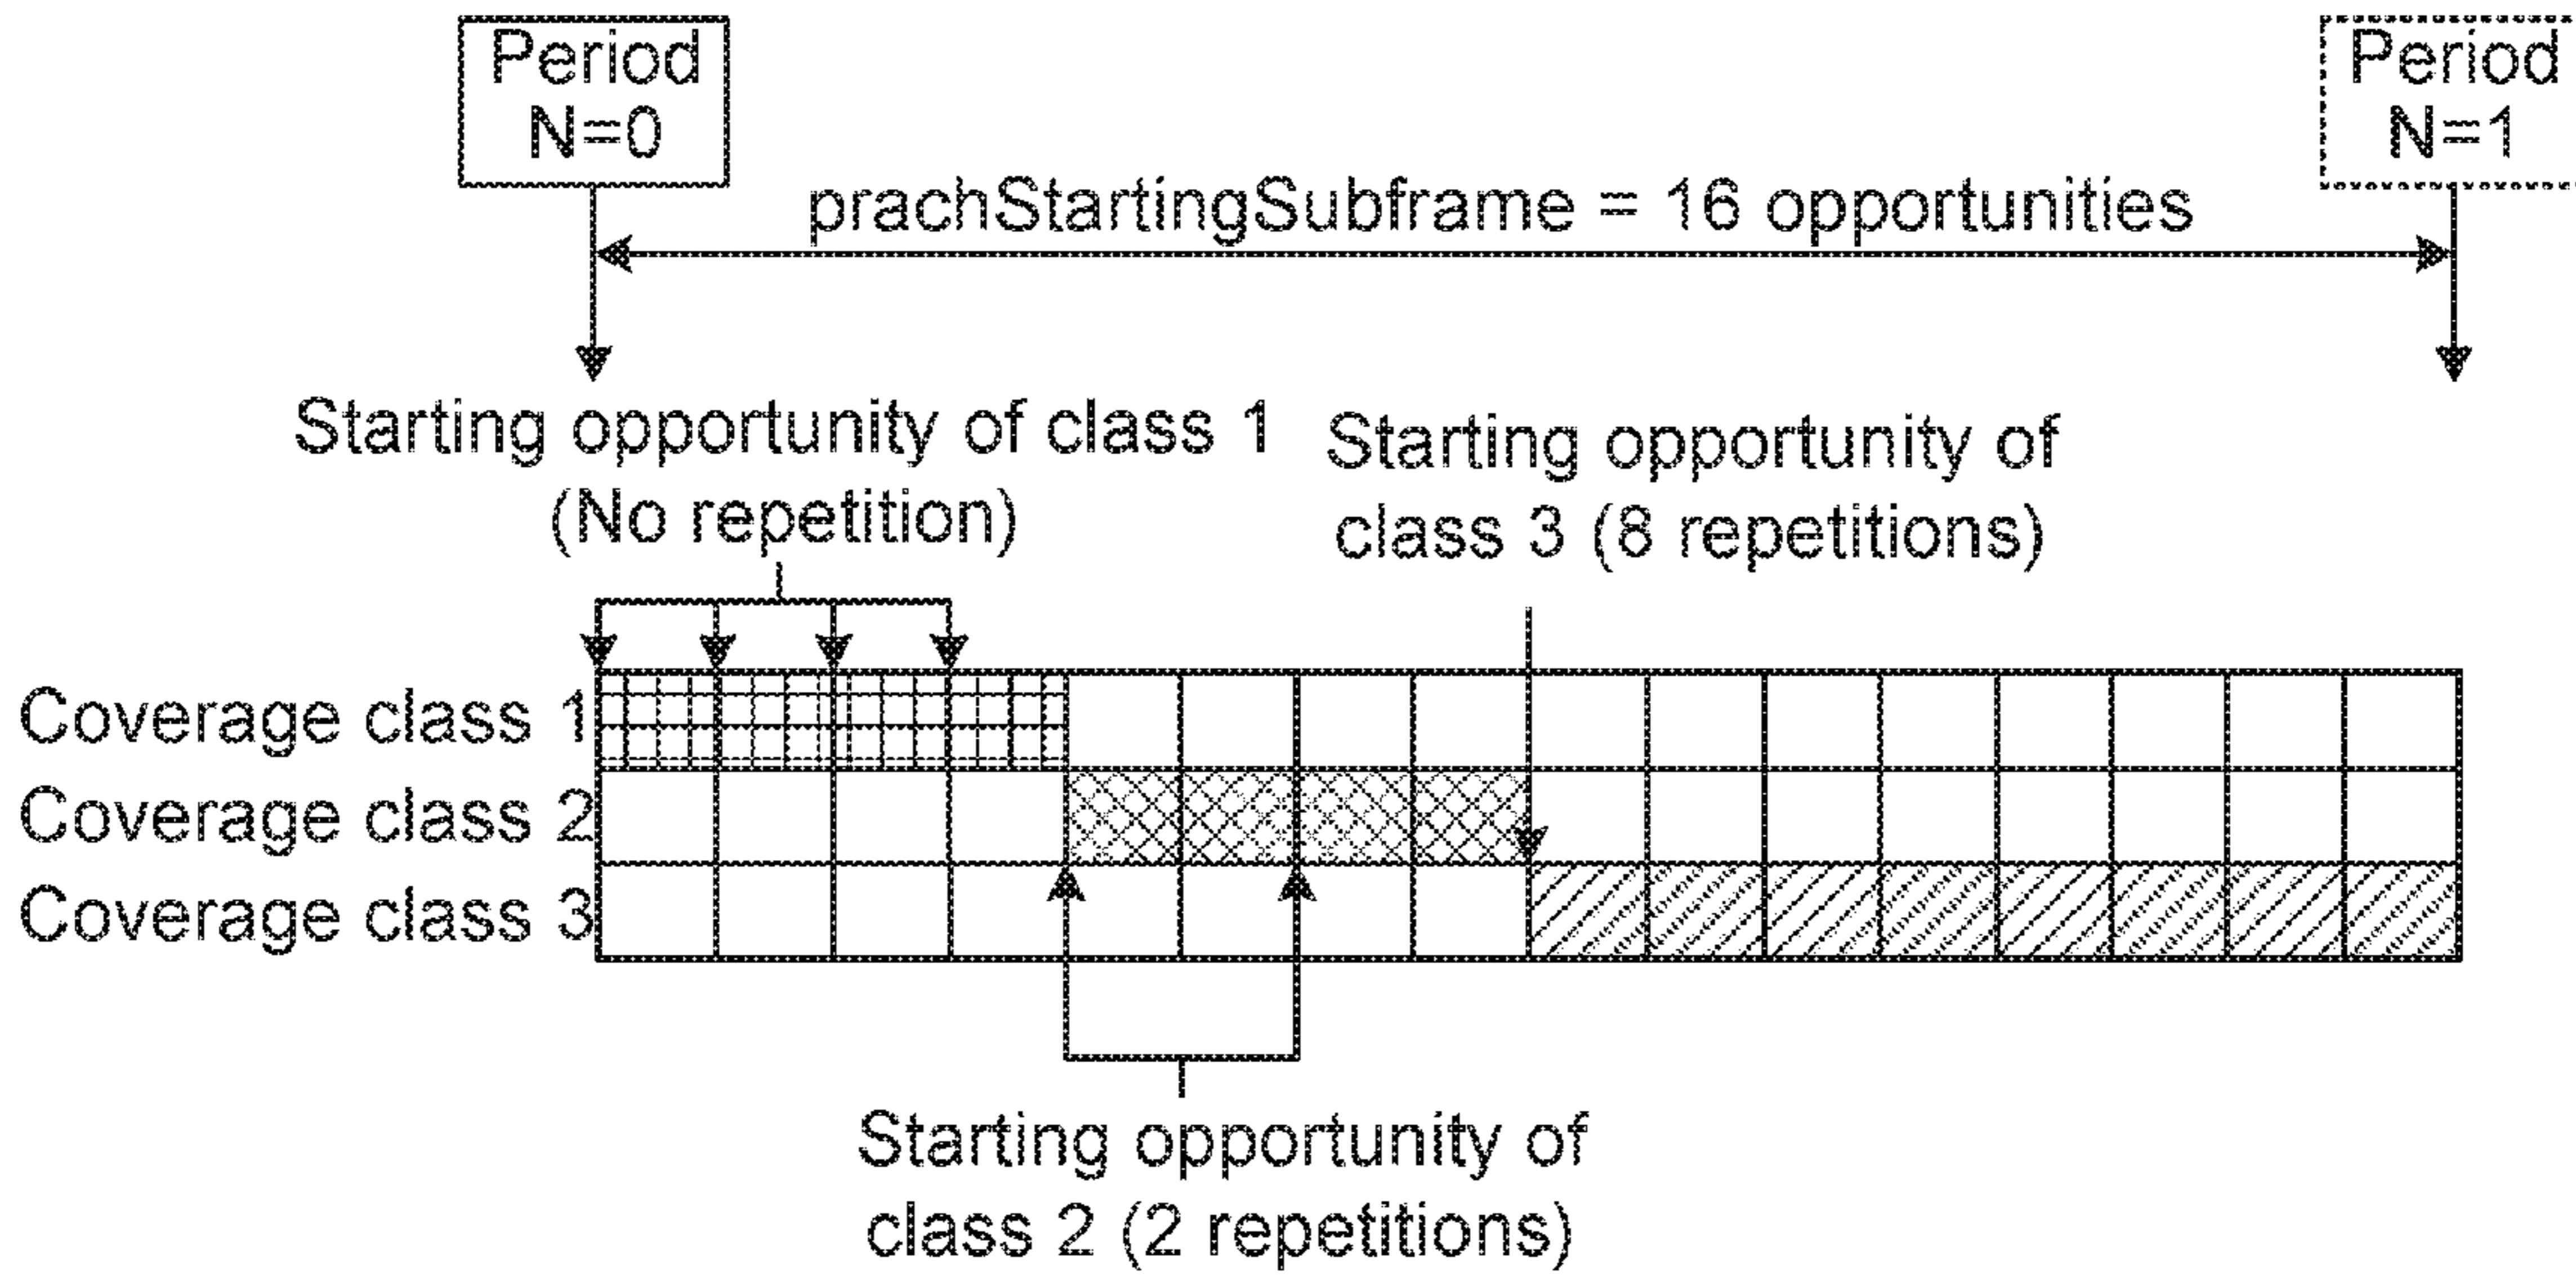 Period
N=0
Period
N=1
prachStartingSubframe = 16 opportunities
Starting opportunity of class 1
(No repetition)
Starting opportunity of
class 3 (8 repetitions)
Coverage class 1
Coverage class 2
Coverage class 3
Starting opportunity of
class 2 (2 repetitions)